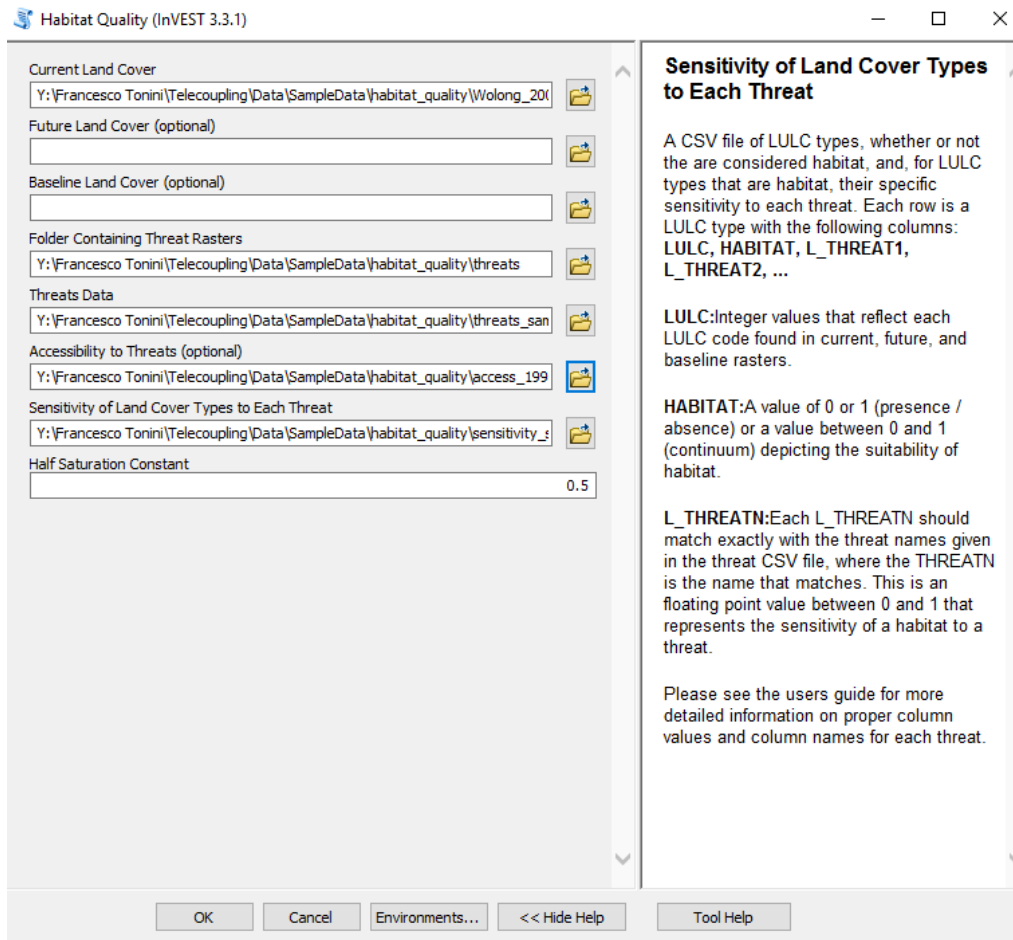 Habitat Quality (InVEST 3.3.1)
Current Land Cover
Y:\Francesco Tonini\Telecoupling\Data\SampleData\habitat_quality\Wolong_20(
Future Land Cover (optional)
Baseline Land Cover (optional)
Folder Containing Threat Rasters
Y:\Francesco Tonini\Telecoupling\Data\SampleData\habitat_quality\threats
Threats Data
Y:\Francesco Tonini\Telecoupling\Data\SampleData\habitat_quality\threats_sam
Accessibility to Threats (optional)
Y:\Francesco Tonini\Telecoupling\Data\SampleData\habitat_quality\access_199
Sensitivity of Land Cover Types to Each Threat
Y:\Francesco Tonini\Telecoupling\Data\SampleData\habitat_quality\sensitivity_s
Half Saturation Constant
0.5
Sensitivity of Land Cover Types
to Each Threat
A CSV file of LULC types, whether or not
the are considered habitat, and, for LULC
types that are habitat, their specific
sensitivity to each threat. Each row is a
LULC type with the following columns:
LULC, HABITAT, L_THREAT1,
L_THREAT2, ...
LULC:Integer values that reflect each
LULC code found in current, future, and
baseline rasters.
HABITAT:A value of 0 or 1 (presence /
absence) or a value between 0 and 1
(continuum) depicting the suitability of
habitat.
L_THREATN:Each L_THREATN should
match exactly with the threat names given
in the threat CSV file, where the THREATN
is the name that matches. This is an
floating point value between 0 and 1 that
represents the sensitivity of a habitat to a
threat.
Please see the users guide for more
detailed information on proper column
values and column names for each threat.
OK
Cancel
Environments...
<< Hide Help
Tool Help